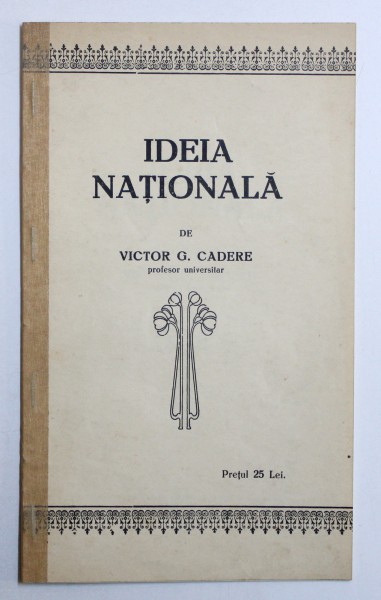 IDEIA
NAȚIONALĂ
DE
VICTOR G. CADERE
profesor universitar
Prețul 25 Lei.